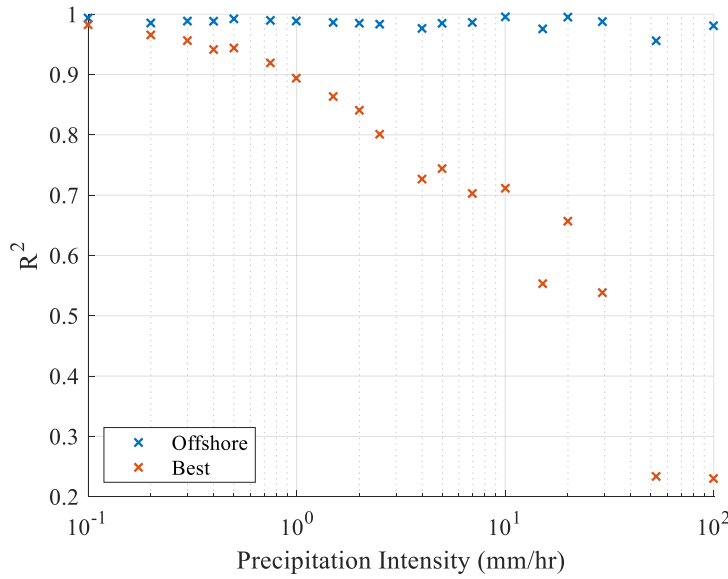 1
0.9
0.8
0.7
0.6
0.5
0.4
0.3
0.2
R²
Offshore
Best
10⁻¹ 10⁰ 10¹ 10²
Precipitation Intensity (mm/hr)